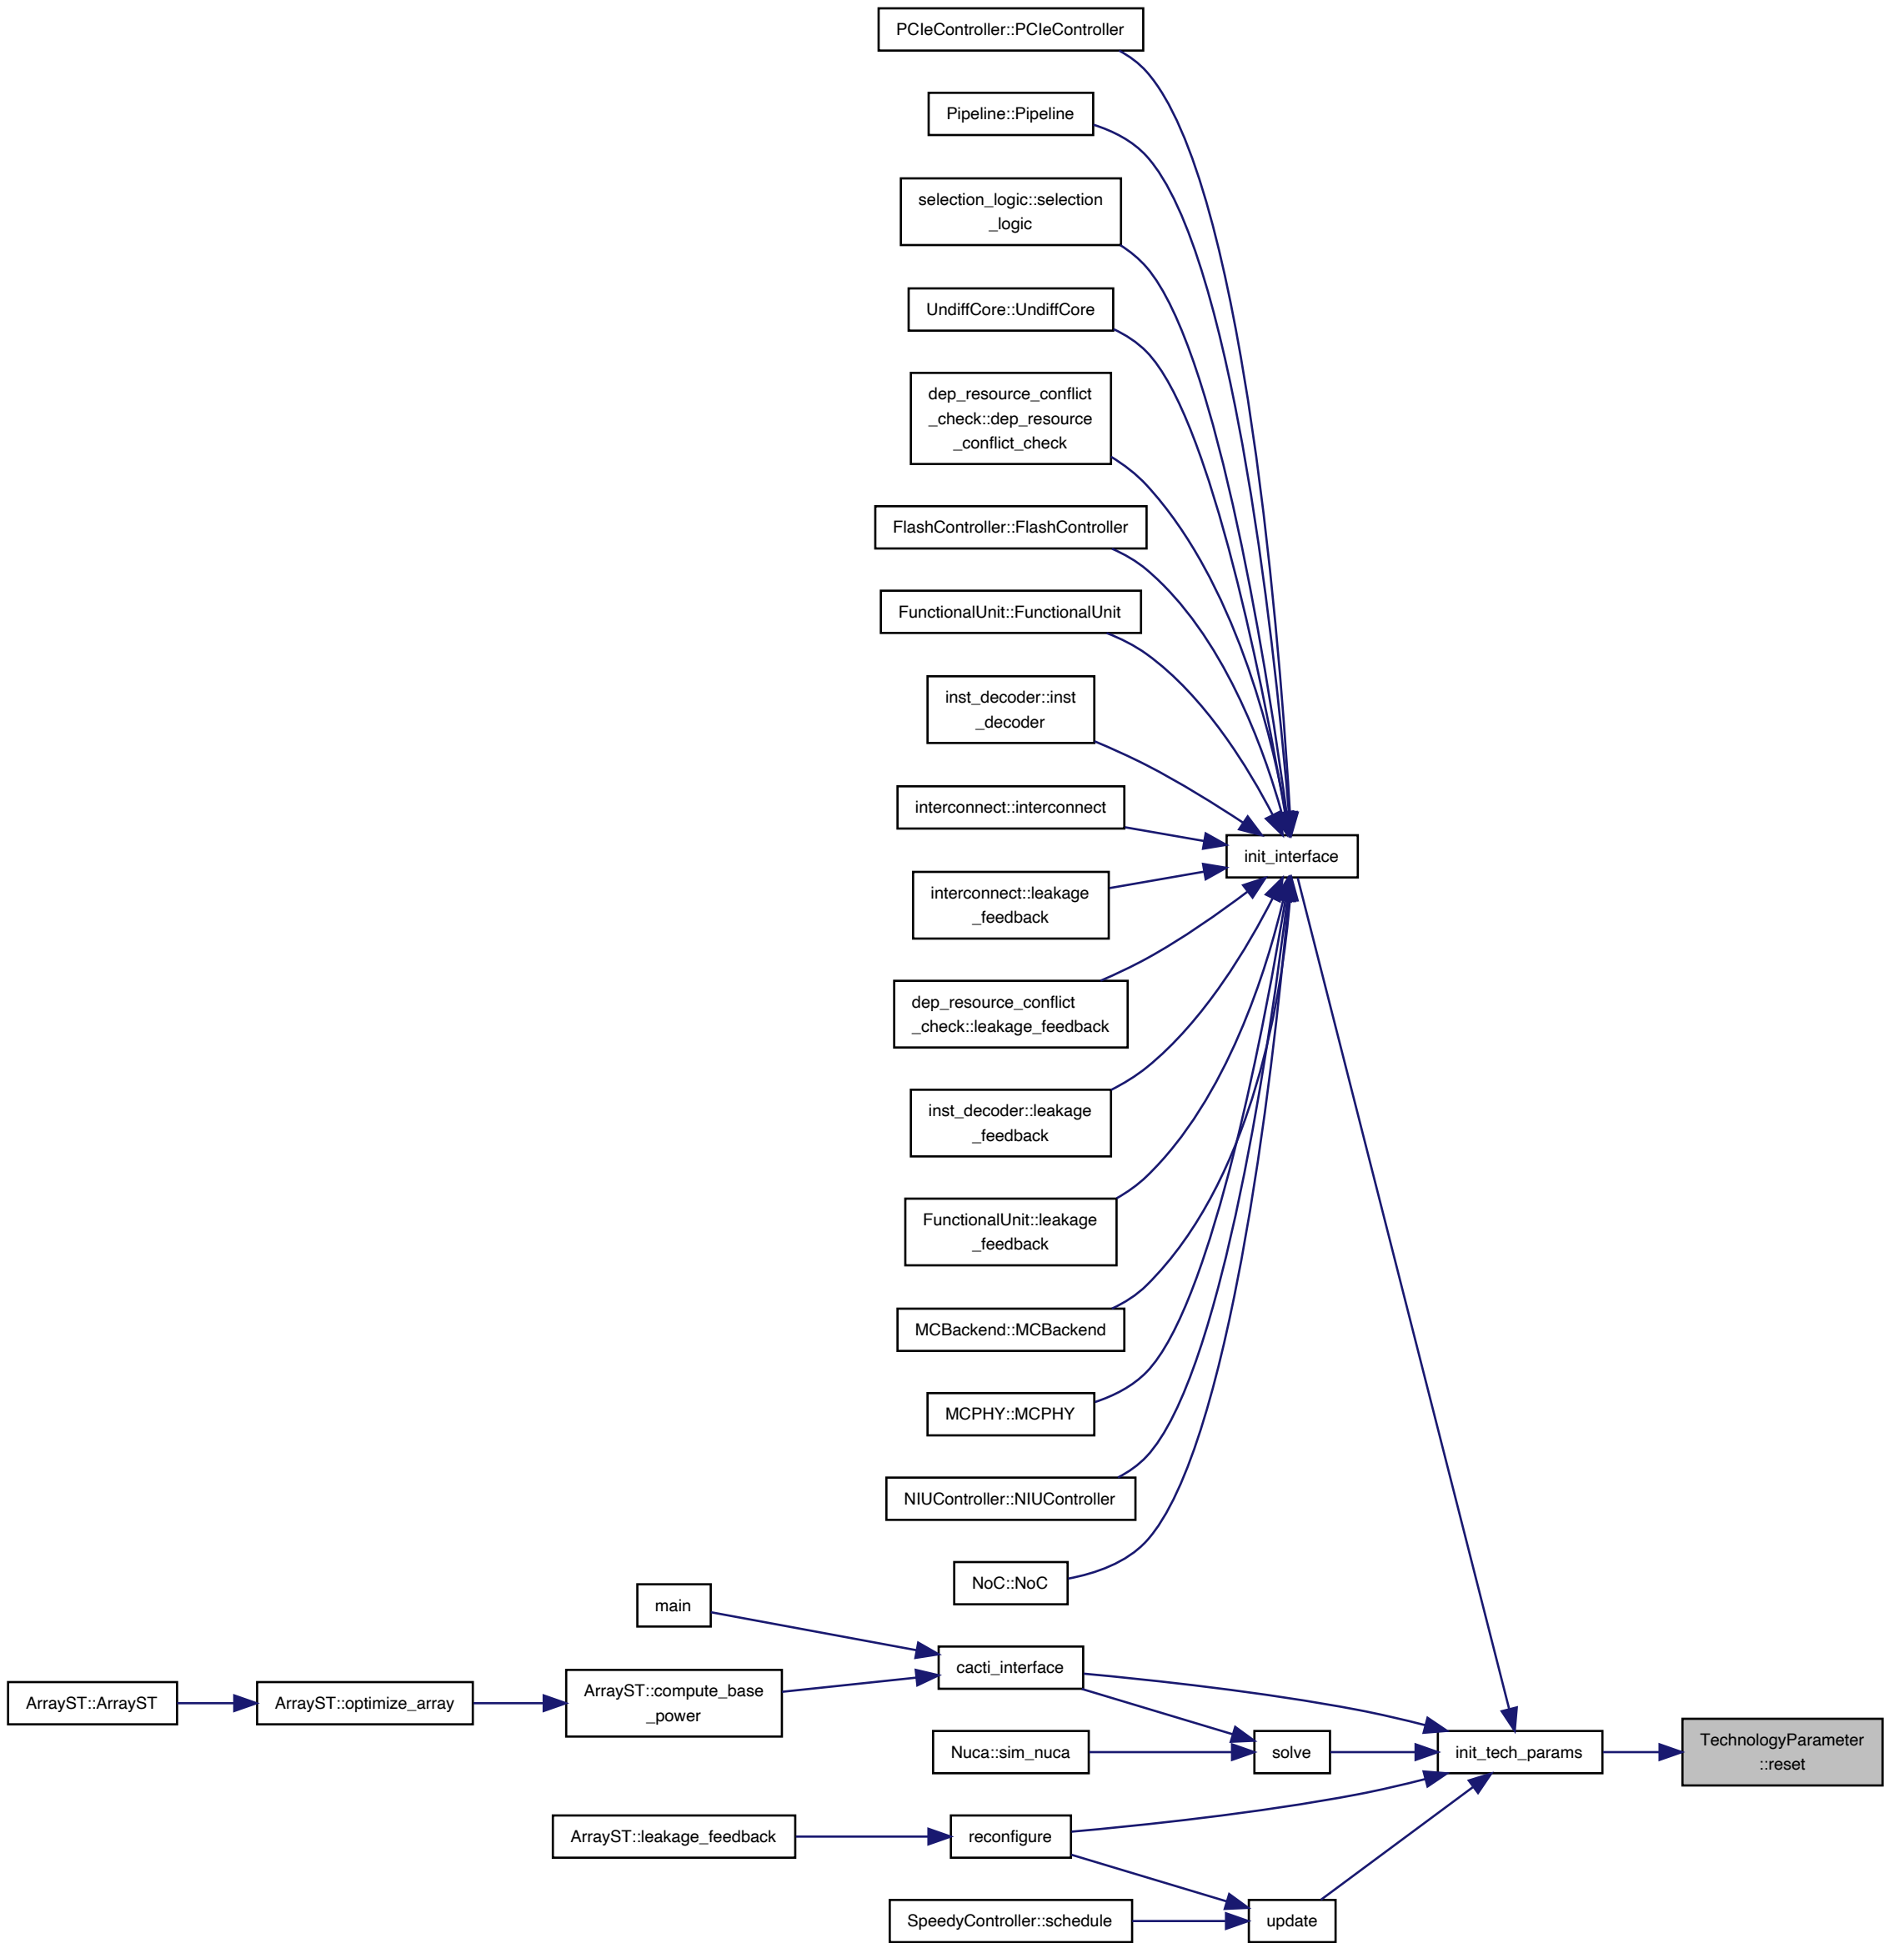 PCIeController::PCIeController
Pipeline::Pipeline
selection_logic::selection
_logic
UndiffCore::UndiffCore
dep_resource_conflict
_check::dep_resource
_conflict_check
FlashController::FlashController
FunctionalUnit::FunctionalUnit
inst_decoder::inst
_decoder
interconnect::interconnect
init_interface
interconnect::leakage
_feedback
dep_resource_conflict
_check::leakage_feedback
inst_decoder::leakage
_feedback
FunctionalUnit::leakage
_feedback
MCBackend::MCBackend
MCPHY::MCPHY
NIUController::NIUController
NoC::NoC
main
cacti_interface
ArrayST::ArrayST
ArrayST::optimize_array
ArrayST::compute_base
_power
Nuca::sim_nuca
solve
init_tech_params
TechnologyParameter
::reset
ArrayST::leakage_feedback
reconfigure
SpeedyController::schedule
update